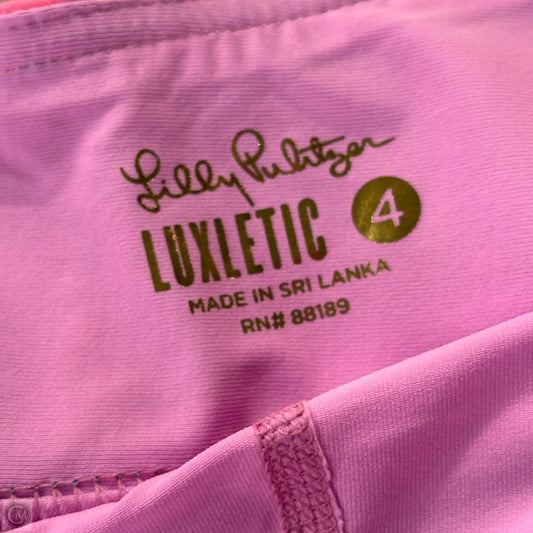 Lilly Pulitzer
LUXLETIC 4
MADE IN SRI LANKA
RN# 88189